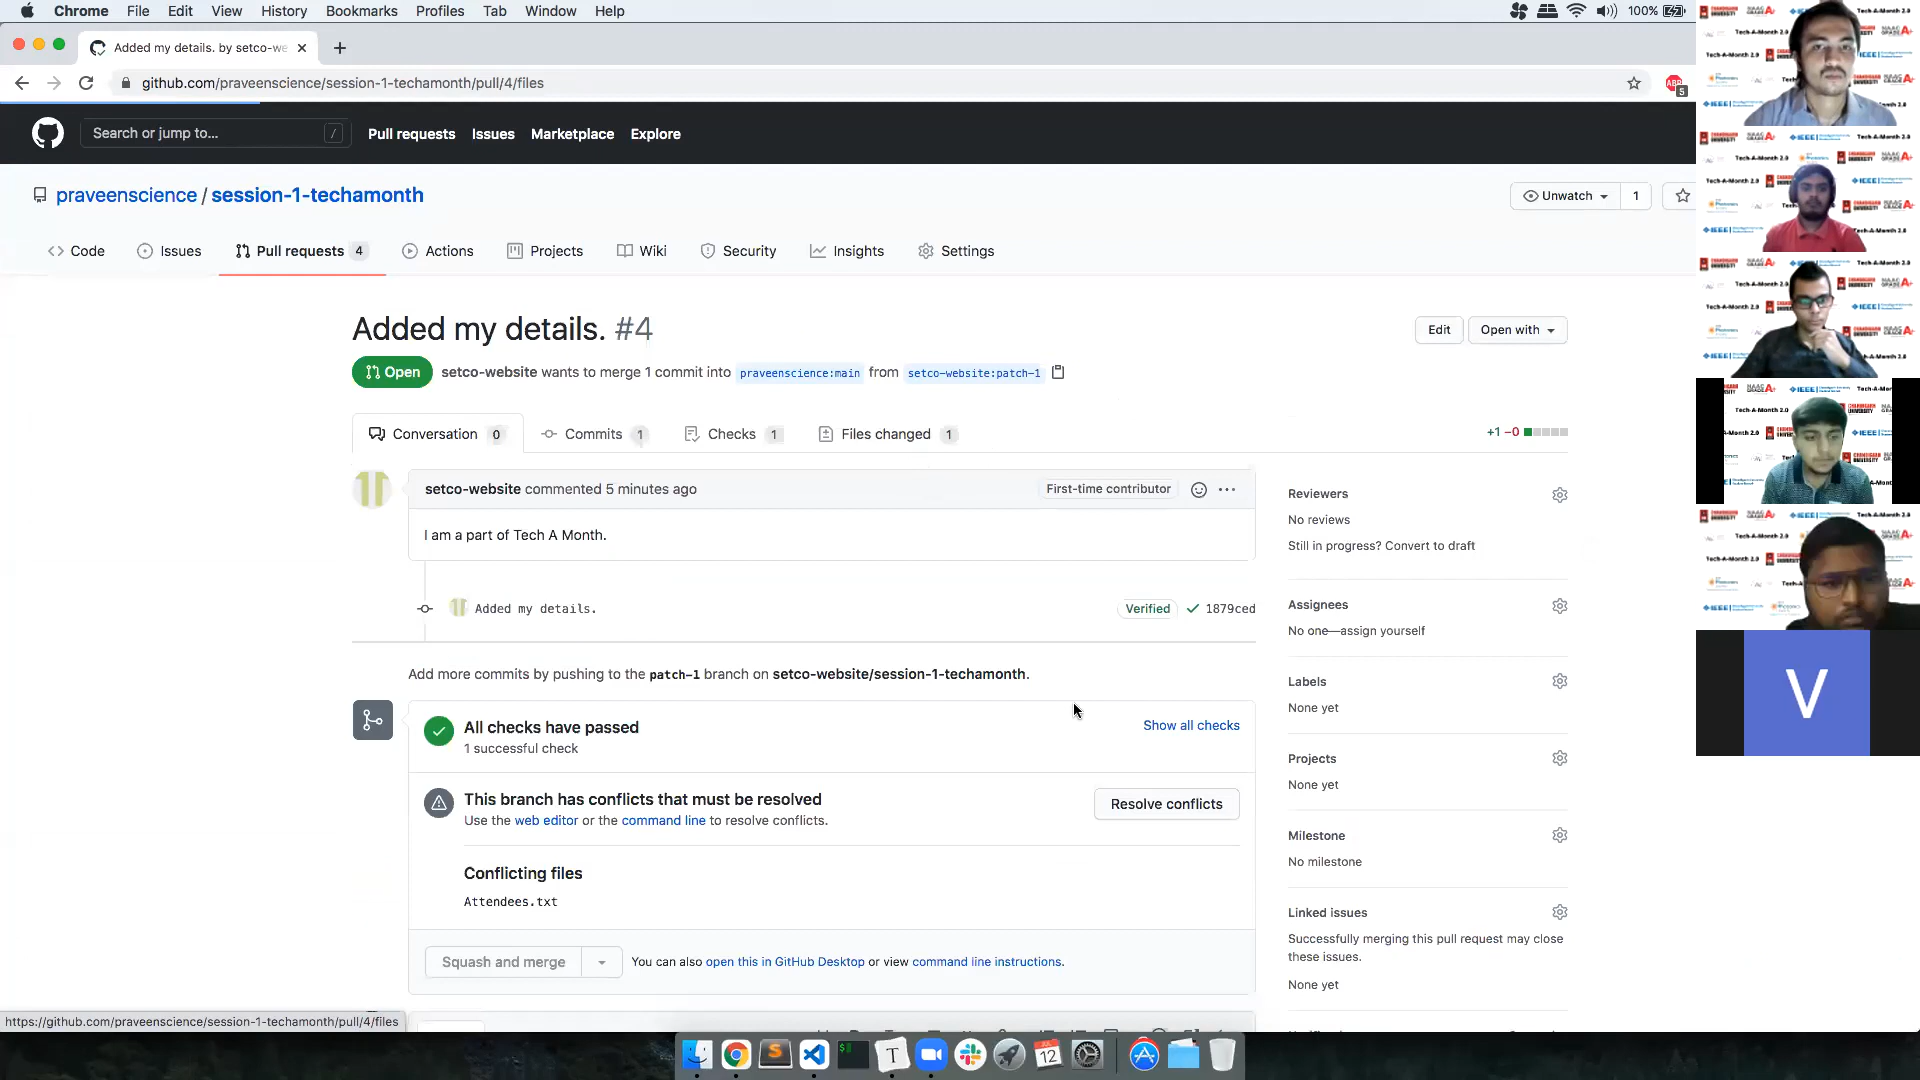 Chrome File Edit View History Bookmarks Profiles Tab Window Help
100%
Added my details. by setco-we
github.com/praveenscience/session-1-techamonth/pull/4/files
ABP
5
Search or jump to...
/
Pull requests Issues Marketplace Explore
praveenscience / session-1-techamonth
Unwatch 1
Code Issues Pull requests 4 Actions Projects Wiki Security Insights Settings
Added my details. #4
Edit Open with
Open setco-website wants to merge 1 commit into praveenscience:main from setco-website:patch-1
Conversation 0 Commits 1 Checks 1 Files changed 1
+1 −0
setco-website commented 5 minutes ago
First-time contributor
I am a part of Tech A Month.
Added my details.
Verified 1879ced
Add more commits by pushing to the patch-1 branch on setco-website/session-1-techamonth.
All checks have passed
1 successful check
Show all checks
This branch has conflicts that must be resolved
Use the web editor or the command line to resolve conflicts.
Resolve conflicts
Conflicting files
Attendees.txt
Squash and merge
You can also open this in GitHub Desktop or view command line instructions.
Reviewers
No reviews
Still in progress? Convert to draft
Assignees
No one—assign yourself
Labels
None yet
Projects
None yet
Milestone
No milestone
Linked issues
Successfully merging this pull request may close
these issues.
None yet
https://github.com/praveenscience/session-1-techamonth/pull/4/files
Tech-A-Month 2.0
IEEE
V
JUL
12